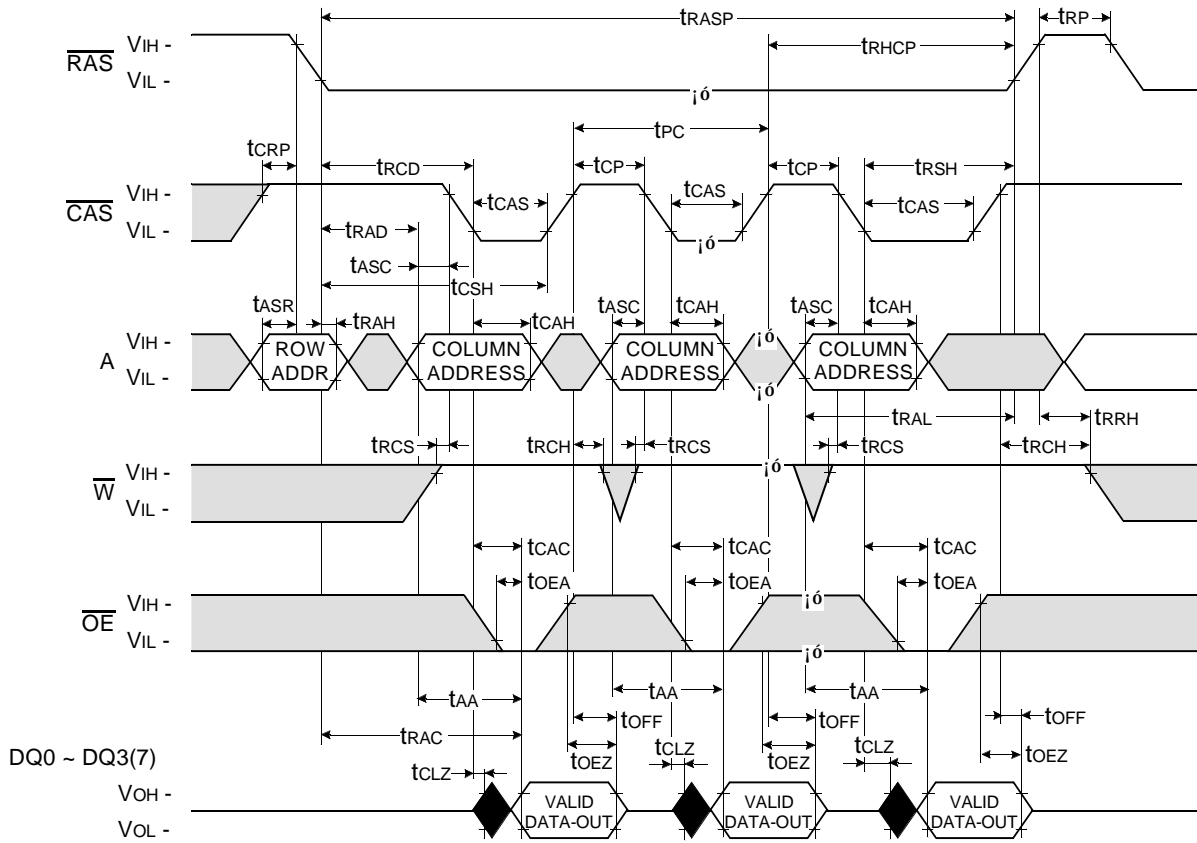 tRASP
tRP
VIH -
RAS
VIL -
tRHCP
¡ó
tPC
tCRP
tRCD
tCP
tCP
tRSH
VIH -
CAS
VIL -
tCAS
tCAS
tCAS
¡ó
tRAD
tASC
tCSH
tASR
tRAH
tCAH
tASC
tCAH
tASC
tCAH
VIH -
A
VIL -
ROW
ADDR
COLUMN
ADDRESS
COLUMN
ADDRESS
¡ó
¡ó
COLUMN
ADDRESS
tRAL
tRRH
tRCS
tRCH
tRCS
tRCS
tRCH
VIH -
W
VIL -
¡ó
tCAC
tCAC
tCAC
tOEA
tOEA
tOEA
VIH -
OE
VIL -
¡ó
¡ó
tAA
tAA
tAA
tOFF
tOFF
tOFF
tRAC
tOEZ
tOEZ
tOEZ
DQ0 ~ DQ3(7)
tCLZ
tCLZ
tCLZ
VOH -
VOL -
VALID
DATA-OUT
VALID
DATA-OUT
VALID
DATA-OUT